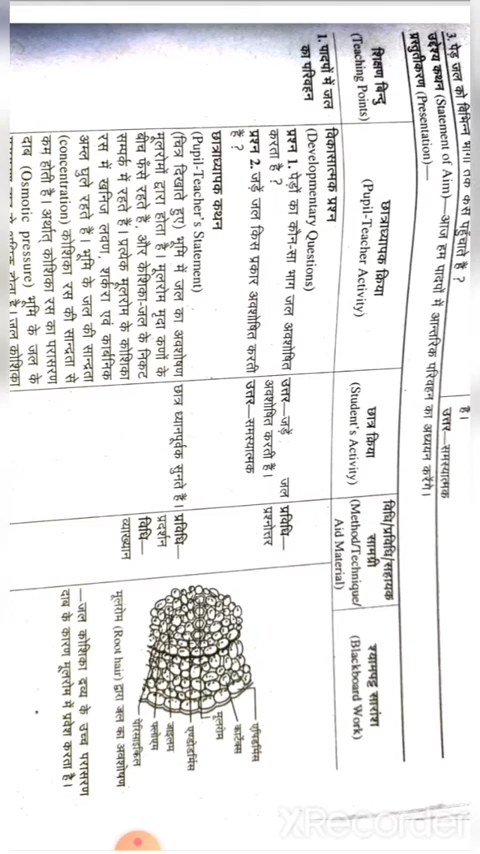 3. पेड़ जल को विभिन्न भागों तक कैसे पहुँचाते है ?
है।
उत्तर—समस्यात्मक
उद्देश्य कथन (Statement of Aim)—आज हम पादपों में आन्तरिक परिवहन का अध्ययन करेंगे।
प्रस्तुतीकरण (Presentation)—
शिक्षण बिन्दु
(Teaching Points)
छात्राध्यापक क्रिया
(Pupil-Teacher Activity)
छात्र क्रिया
(Student's Activity)
विधि/प्रविधि/सहायक
सामग्री
(Method/Technique/
Aid Material)
श्यामपट्ट सारांश
(Blackboard Work)
1. पादपों में जल
का परिवहन
विकासात्मक प्रश्न
(Developmentary Questions)
प्रश्न 1. पेड़ों का कौन-सा भाग जल अवशोषित
करता है ?
प्रश्न 2. जड़ें जल किस प्रकार अवशोषित करती
हैं ?
छात्राध्यापक कथन
(Pupil-Teacher's Statement)
(चित्र दिखाते हुए) भूमि में जल का अवशोषण
मूलरोमों द्वारा होता है। मूलरोम मृदा कणों के
बीच फँसे रहते हैं, और केशिका-जल के निकट
सम्पर्क में रहते हैं। प्रत्येक मूलरोम के कोशिका
रस में खनिज लवण, शर्करा एवं कार्बनिक
अम्ल घुले रहते हैं। भूमि के जल की सान्द्रता
(concentration) कोशिका रस की सान्द्रता से
कम होती है। अर्थात् कोशिका रस का परासरण
दाब (Osmotic pressure) भूमि के जल के
होता है। जल कोशिका
उत्तर—जड़ें जल
अवशोषित करती है।
उत्तर—समस्यात्मक
छात्र ध्यानपूर्वक सुनते हैं।
प्रविधि—
प्रश्नोत्तर
प्रविधि—
प्रदर्शन
विधि—
व्याख्यान
एपिडर्मिस
कार्टेक्स
मूलरोम
एण्डोडर्मिस
जाइलम
फ्लोएम
पेरिसाइकिल
मूलरोम (Root hair) द्वारा जल का अवशोषण
—जल कोशिका द्रव्य के उच्च परासरण
दाब के कारण मूलरोम में प्रवेश करता है।
XRecorder